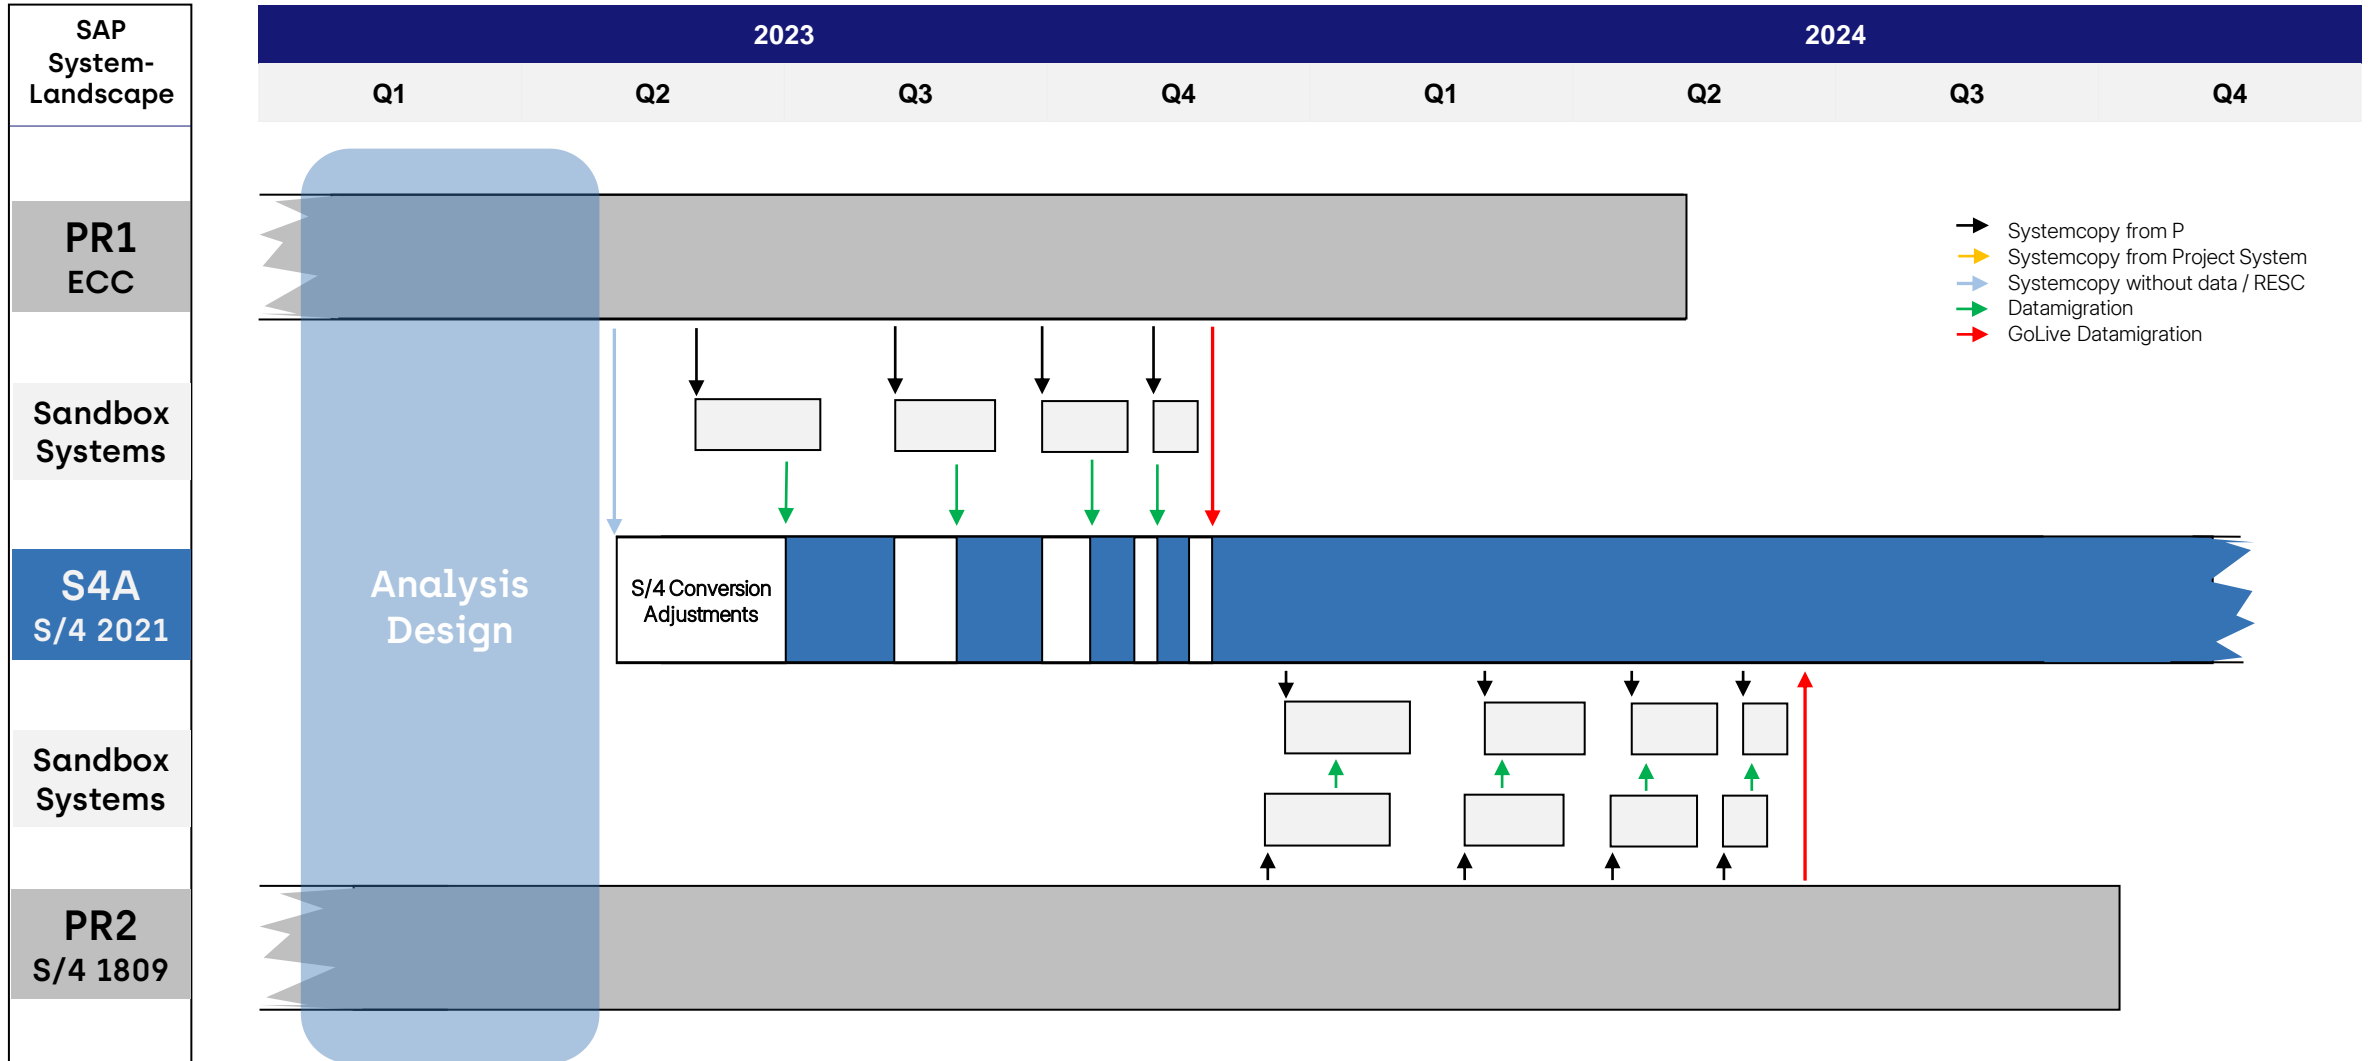 SAP
System-
Landscape
2023
2024
Q1
Q2
Q3
Q4
Q1
Q2
Q3
Q4
PR1
ECC
Systemcopy from P
Systemcopy from Project System
Systemcopy without data / RESC
Datamigration
GoLive Datamigration
Sandbox
Systems
S4A
S/4 2021
Analysis
Design
S/4 Conversion
Adjustments
Sandbox
Systems
PR2
S/4 1809